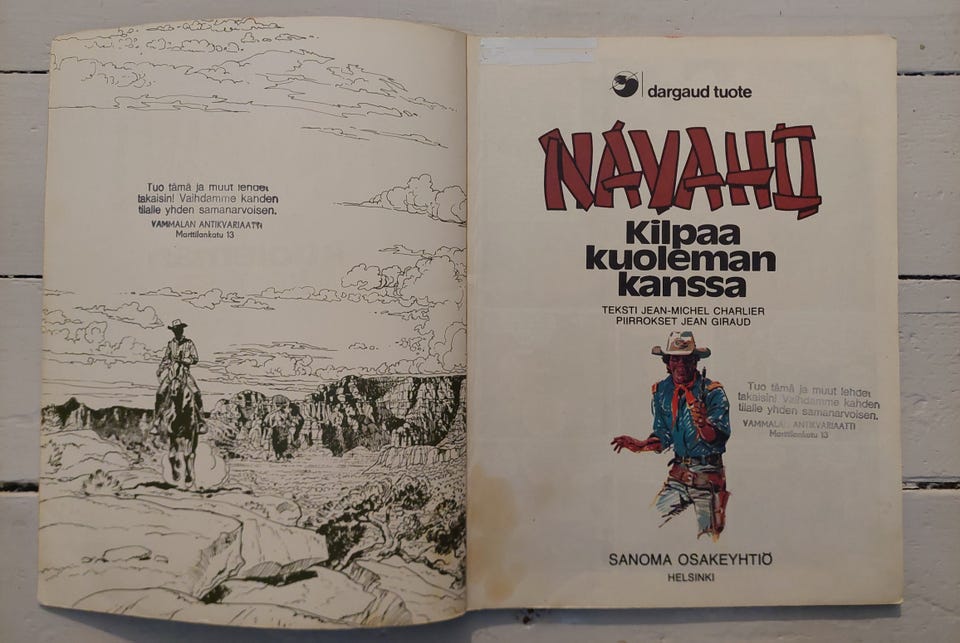 Tuo tämä ja muut lehdet
takaisin! Vaihdamme kahden
tilalle yhden samanarvoisen.
VAMMALAN ANTIKVARIAATTI
Marttilankatu 13
dargaud tuote
NAVAHO
Kilpaa
kuoleman
kanssa
TEKSTI JEAN-MICHEL CHARLIER
PIIRROKSET JEAN GIRAUD
Tuo tämä ja muut lehdet
takaisin! Vaihdamme kahden
tilalle yhden samanarvoisen.
VAMMALAN ANTIKVARIAATTI
Marttilankatu 13
SANOMA OSAKEYHTIÖ
HELSINKI